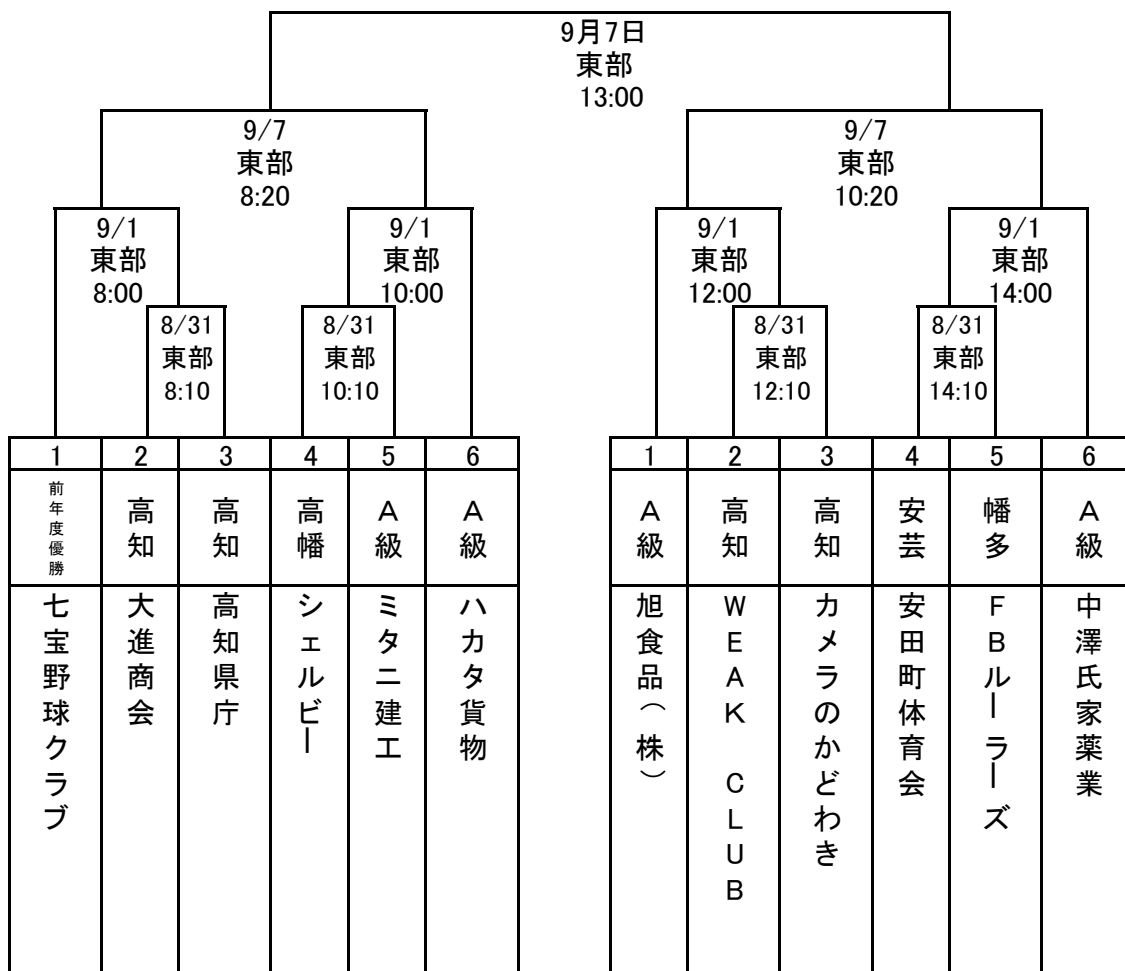 9月7日
東部
13:00
9/7
東部
8:20
9/7
東部
10:20
9/1
東部
8:00
9/1
東部
10:00
9/1
東部
12:00
9/1
東部
14:00
8/31
東部
8:10
8/31
東部
10:10
8/31
東部
12:10
8/31
東部
14:10
1 2 3 4 5 6
前年度優勝
高知
高知
高幡
A級
A級
七宝野球クラブ
大進商会
高知県庁
シェルビー
ミタニ建工
ハカタ貨物
1 2 3 4 5 6
A級
高知
高知
安芸
幡多
A級
旭食品(株)
WEAK CLUB
カメラのかどわき
安田町体育会
FBルーラーズ
中澤氏家薬業